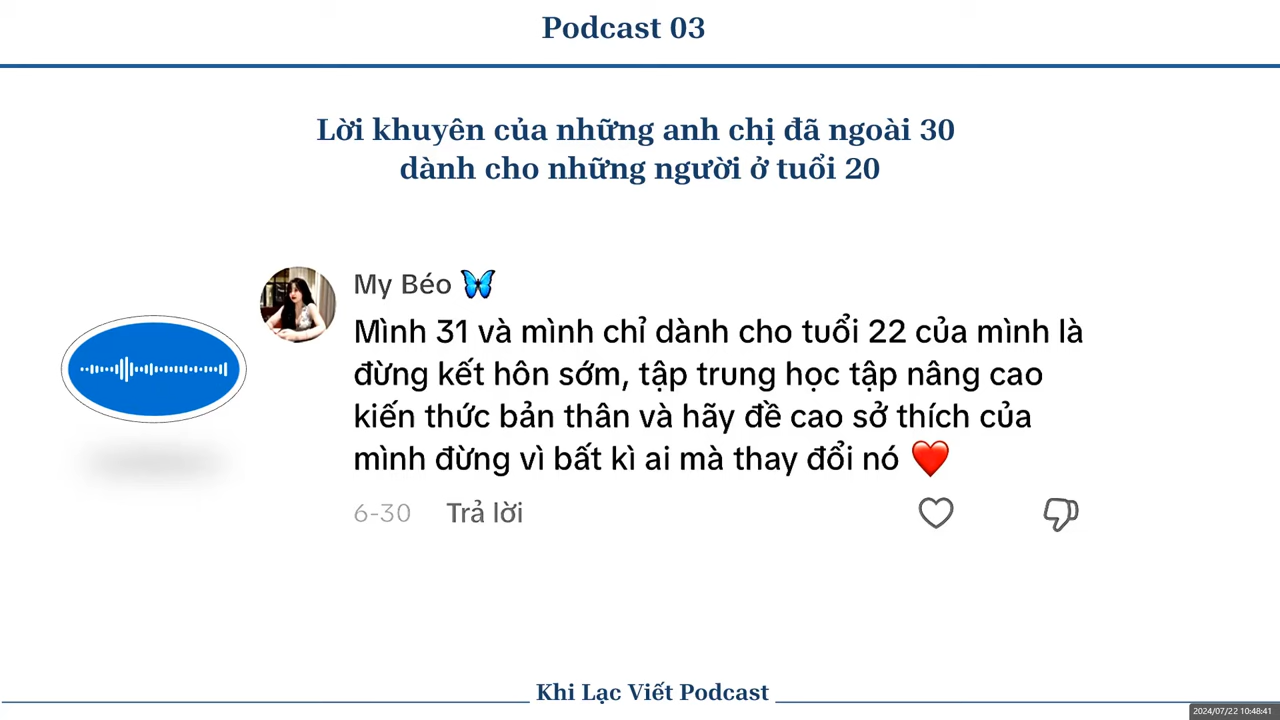 Podcast 03
Lời khuyên của những anh chị đã ngoài 30
dành cho những người ở tuổi 20
My Béo 🦋
Mình 31 và mình chỉ dành cho tuổi 22 của mình là
đừng kết hôn sớm, tập trung học tập nâng cao
kiến thức bản thân và hãy đề cao sở thích của
mình đừng vì bất kì ai mà thay đổi nó ❤️
6-30 Trả lời
Khi Lạc Viết Podcast
2024/07/22 10:48:41